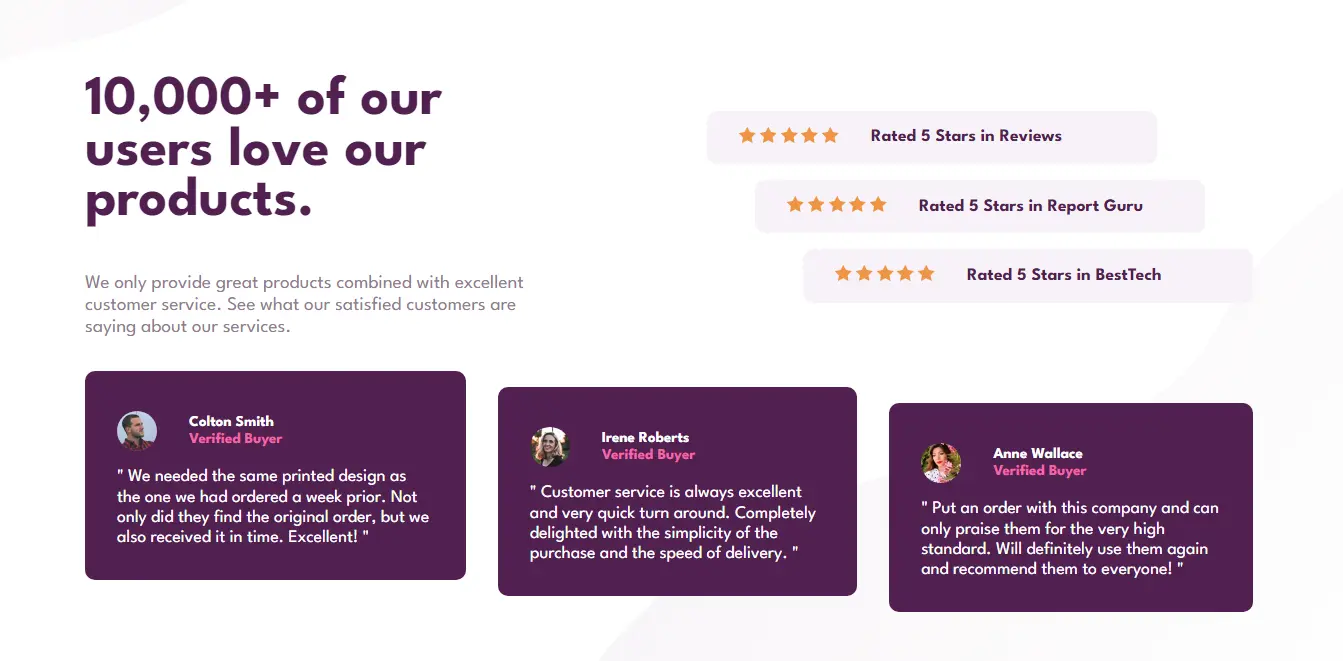 10,000+ of our
users love our
products.
We only provide great products combined with excellent
customer service. See what our satisfied customers are
saying about our services.
Rated 5 Stars in Reviews
Rated 5 Stars in Report Guru
Rated 5 Stars in BestTech
Colton Smith
Verified Buyer
" We needed the same printed design as
the one we had ordered a week prior. Not
only did they find the original order, but we
also received it in time. Excellent! "
Irene Roberts
Verified Buyer
" Customer service is always excellent
and very quick turn around. Completely
delighted with the simplicity of the
purchase and the speed of delivery. "
Anne Wallace
Verified Buyer
" Put an order with this company and can
only praise them for the very high
standard. Will definitely use them again
and recommend them to everyone! "